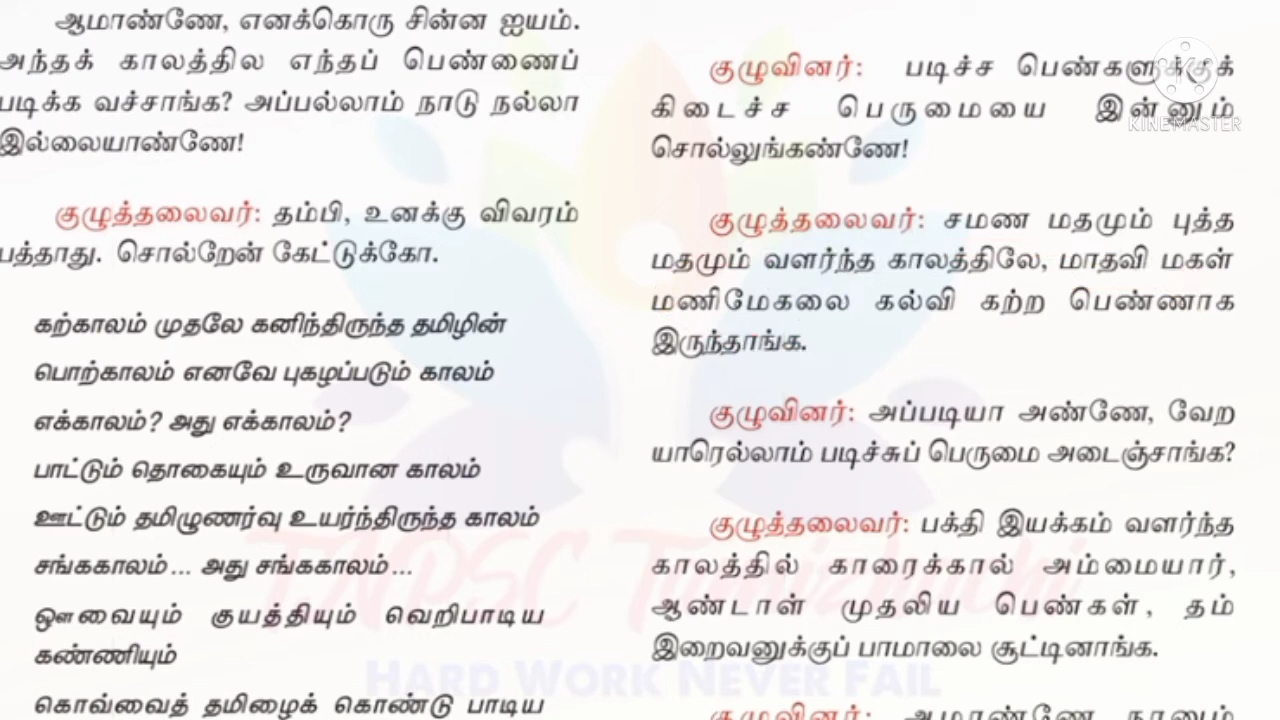 ஆமாண்ணே, எனக்கொரு சின்ன ஐயம்.
அந்தக் காலத்தில எந்தப் பெண்ணைப்
படிக்க வச்சாங்க? அப்பல்லாம் நாடு நல்லா
இல்லையாண்ணே!
குழுத்தலைவர்: தம்பி, உனக்கு விவரம்
பத்தாது. சொல்றேன் கேட்டுக்கோ.
கற்காலம் முதலே கனிந்திருந்த தமிழின்
பொற்காலம் எனவே புகழப்படும் காலம்
எக்காலம்? அது எக்காலம்?
பாட்டும் தொகையும் உருவான காலம்
ஊட்டும் தமிழுணர்வு உயர்ந்திருந்த காலம்
சங்ககாலம் ... அது சங்ககாலம் ...
ஔவையும் குயத்தியும் வெறிபாடிய
கண்ணியும்
கொவ்வைத் தமிழைக் கொண்டு பாடிய
குழுவினர்: படிச்ச பெண்களுக்குக்
கிடைச்ச பெருமையை இன்னும்
சொல்லுங்கண்ணே!
குழுத்தலைவர்: சமண மதமும் புத்த
மதமும் வளர்ந்த காலத்திலே, மாதவி மகள்
மணிமேகலை கல்வி கற்ற பெண்ணாக
இருந்தாங்க.
குழுவினர்: அப்படியா அண்ணே, வேற
யாரெல்லாம் படிச்சுப் பெருமை அடைஞ்சாங்க?
குழுத்தலைவர்: பக்தி இயக்கம் வளர்ந்த
காலத்தில் காரைக்கால் அம்மையார்,
ஆண்டாள் முதலிய பெண்கள், தம்
இறைவனுக்குப் பாமாலை சூட்டினாங்க.
குழுவினர்: ஆமாண்ணே, நானும்
KINEMASTER
TNPSC Tamizhachi
HARD WORK NEVER FAIL